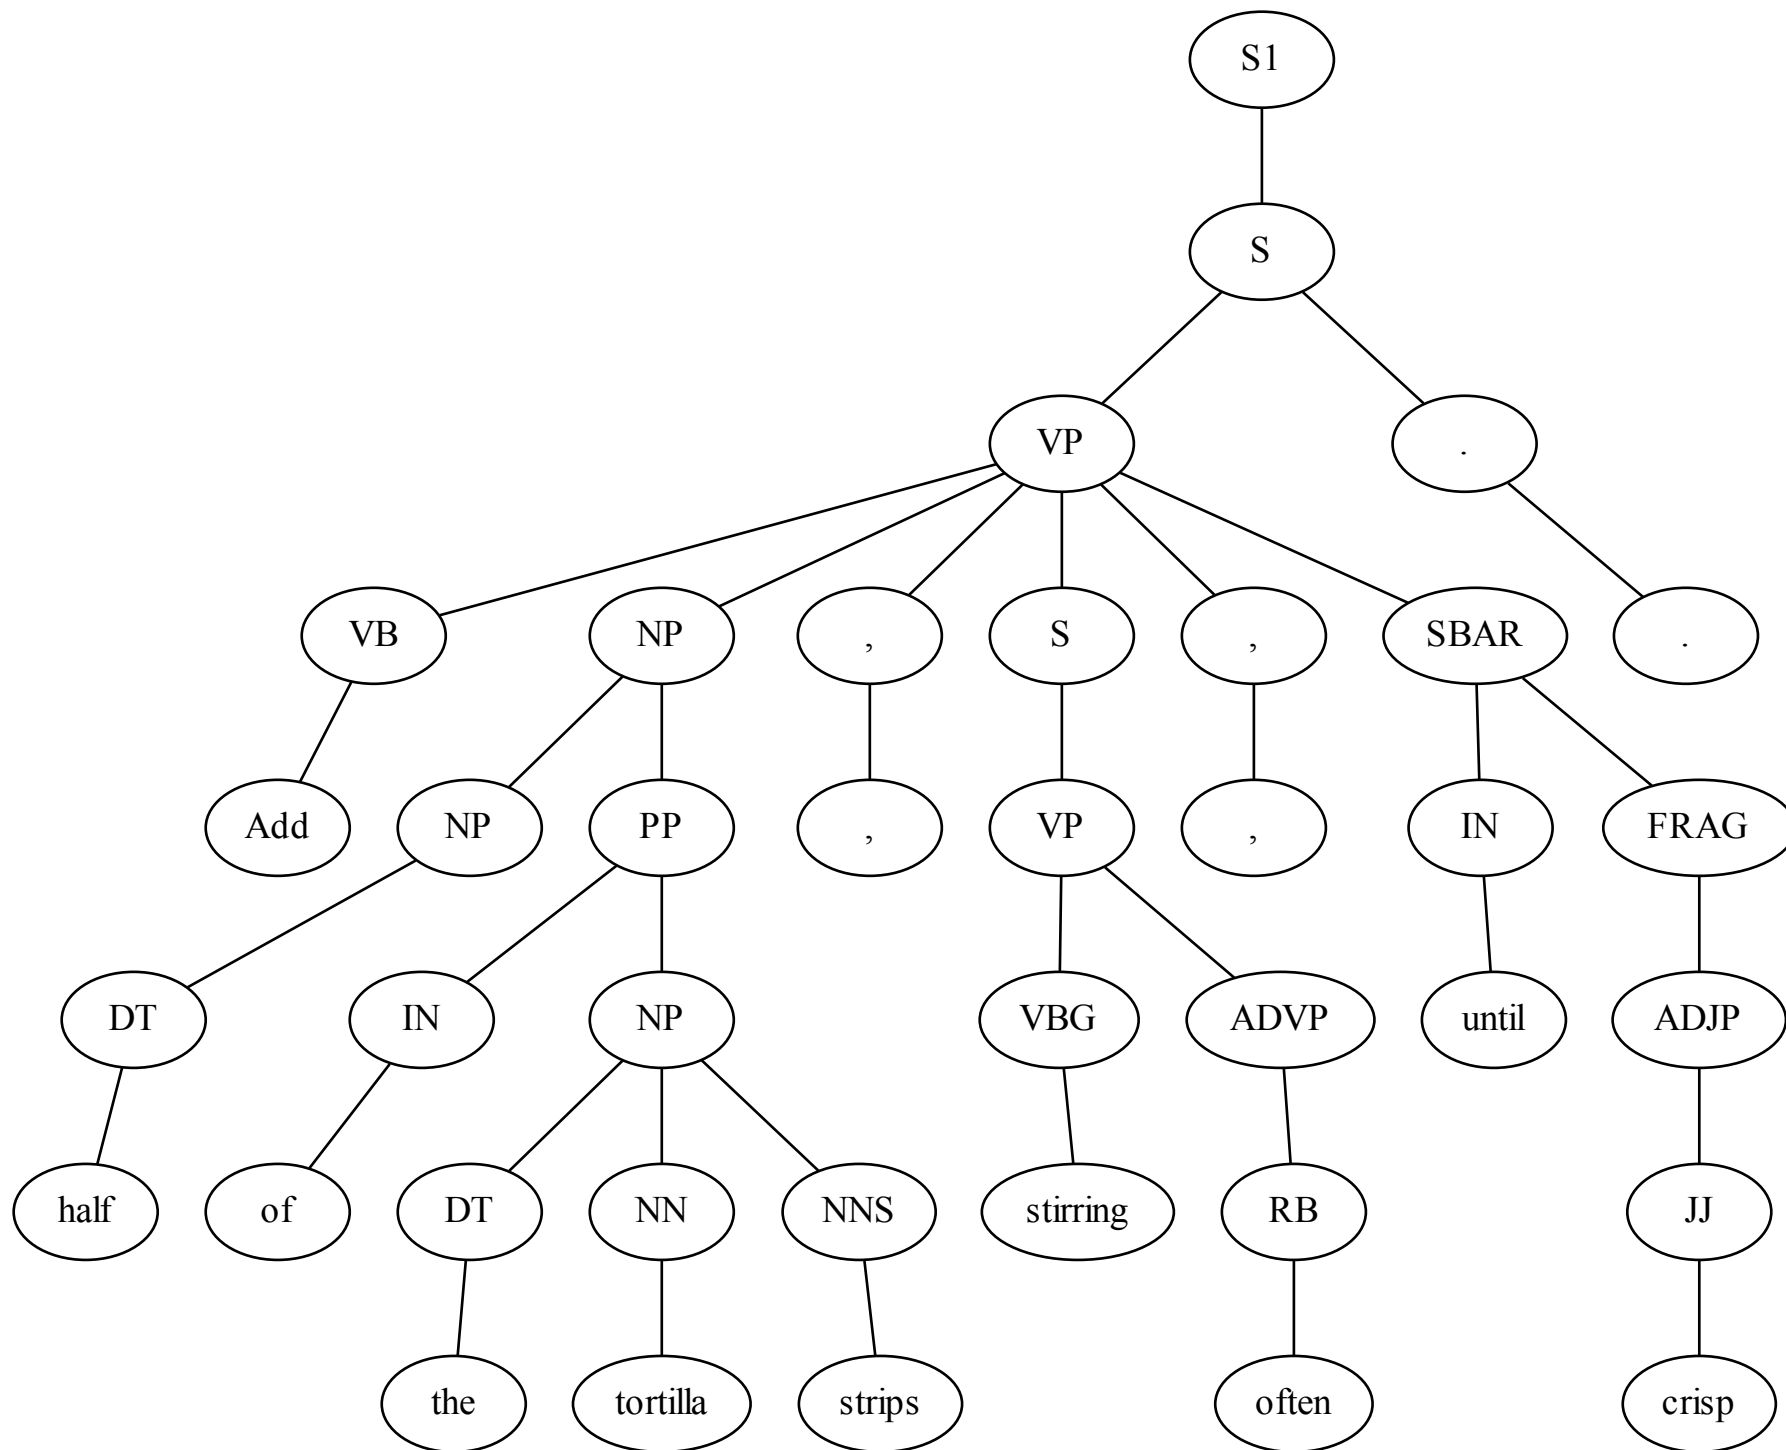 S1
S
VP .
VB NP , S , SBAR .
Add NP PP , VP , IN FRAG
DT IN NP VBG ADVP until ADJP
half of DT NN NNS stirring RB JJ
the tortilla strips often crisp